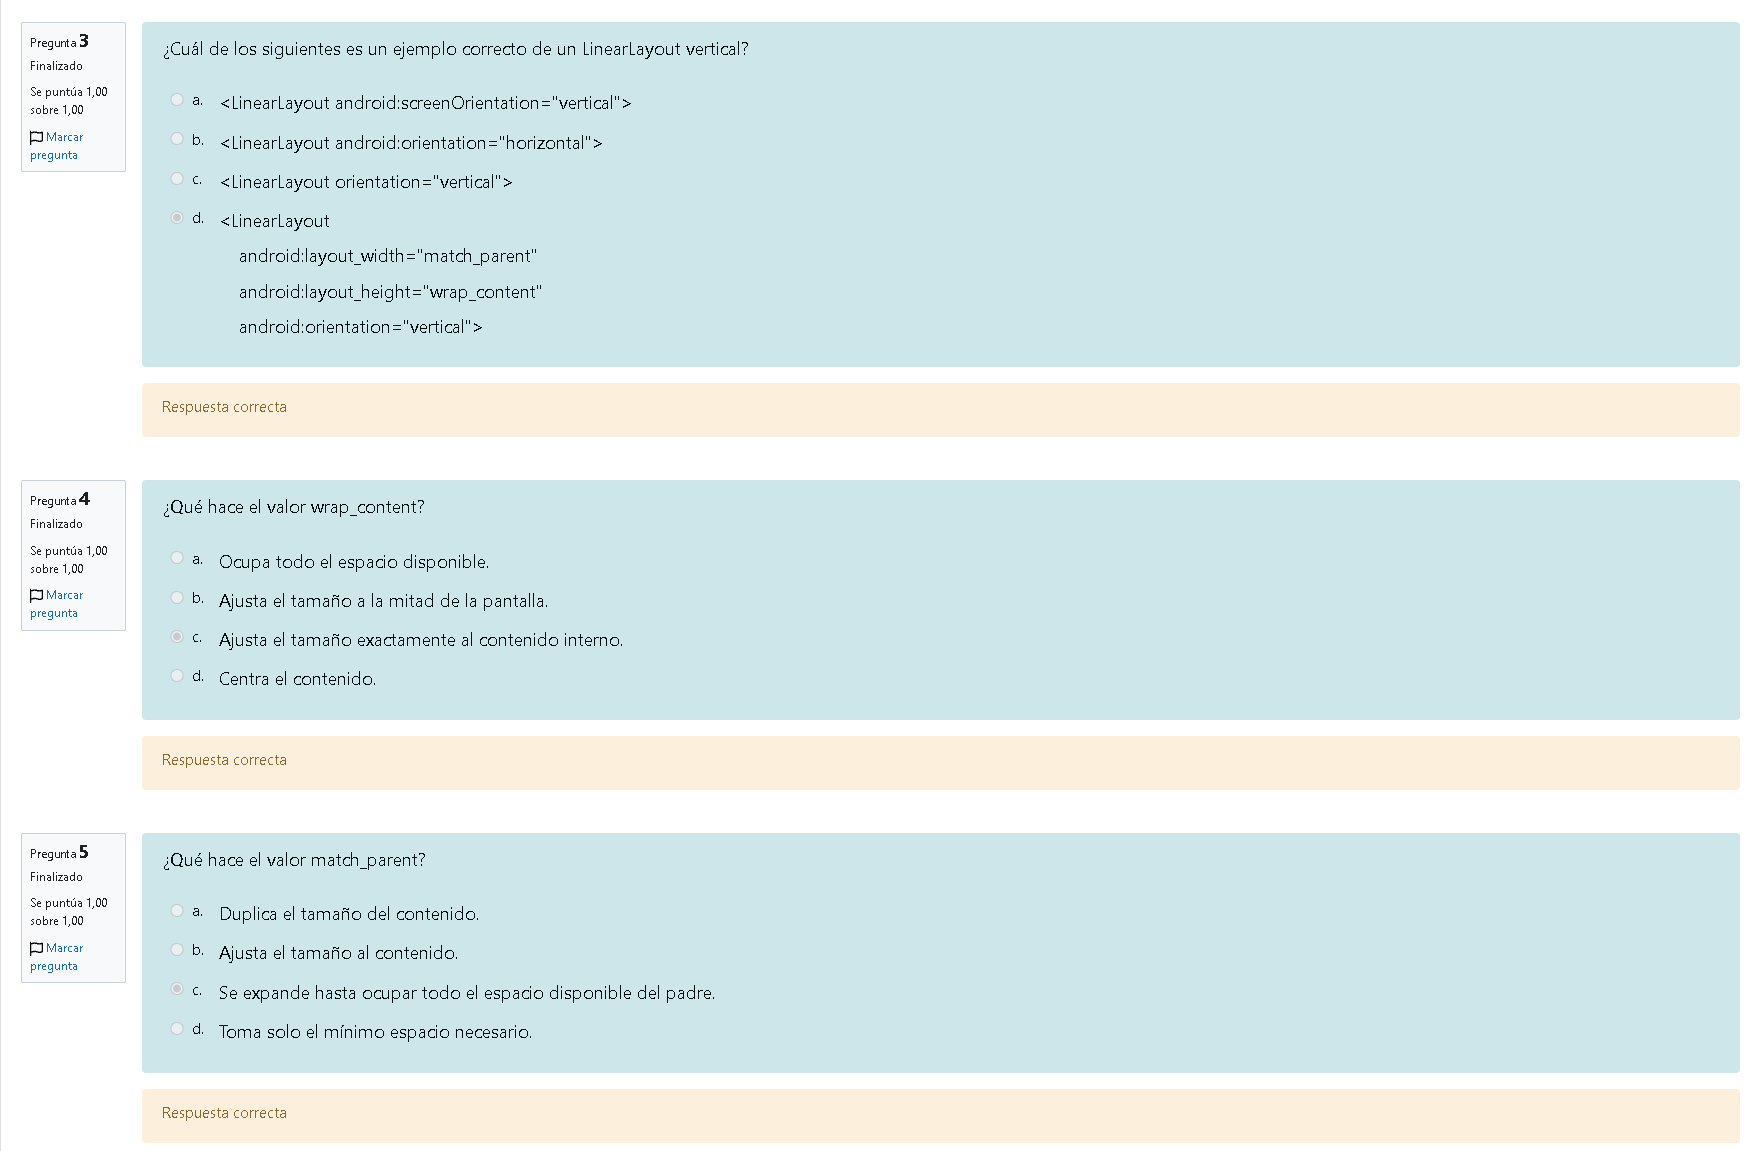 Pregunta 3
Finalizado
Se puntúa 1,00
sobre 1,00
Marcar
pregunta
¿Cuál de los siguientes es un ejemplo correcto de un LinearLayout vertical?
a. <LinearLayout android:screenOrientation="vertical">
b. <LinearLayout android:orientation="horizontal">
c. <LinearLayout orientation="vertical">
d. <LinearLayout
android:layout_width="match_parent"
android:layout_height="wrap_content"
android:orientation="vertical">
Respuesta correcta
Pregunta 4
Finalizado
Se puntúa 1,00
sobre 1,00
Marcar
pregunta
¿Qué hace el valor wrap_content?
a. Ocupa todo el espacio disponible.
b. Ajusta el tamaño a la mitad de la pantalla.
c. Ajusta el tamaño exactamente al contenido interno.
d. Centra el contenido.
Respuesta correcta
Pregunta 5
Finalizado
Se puntúa 1,00
sobre 1,00
Marcar
pregunta
¿Qué hace el valor match_parent?
a. Duplica el tamaño del contenido.
b. Ajusta el tamaño al contenido.
c. Se expande hasta ocupar todo el espacio disponible del padre.
d. Toma solo el mínimo espacio necesario.
Respuesta correcta